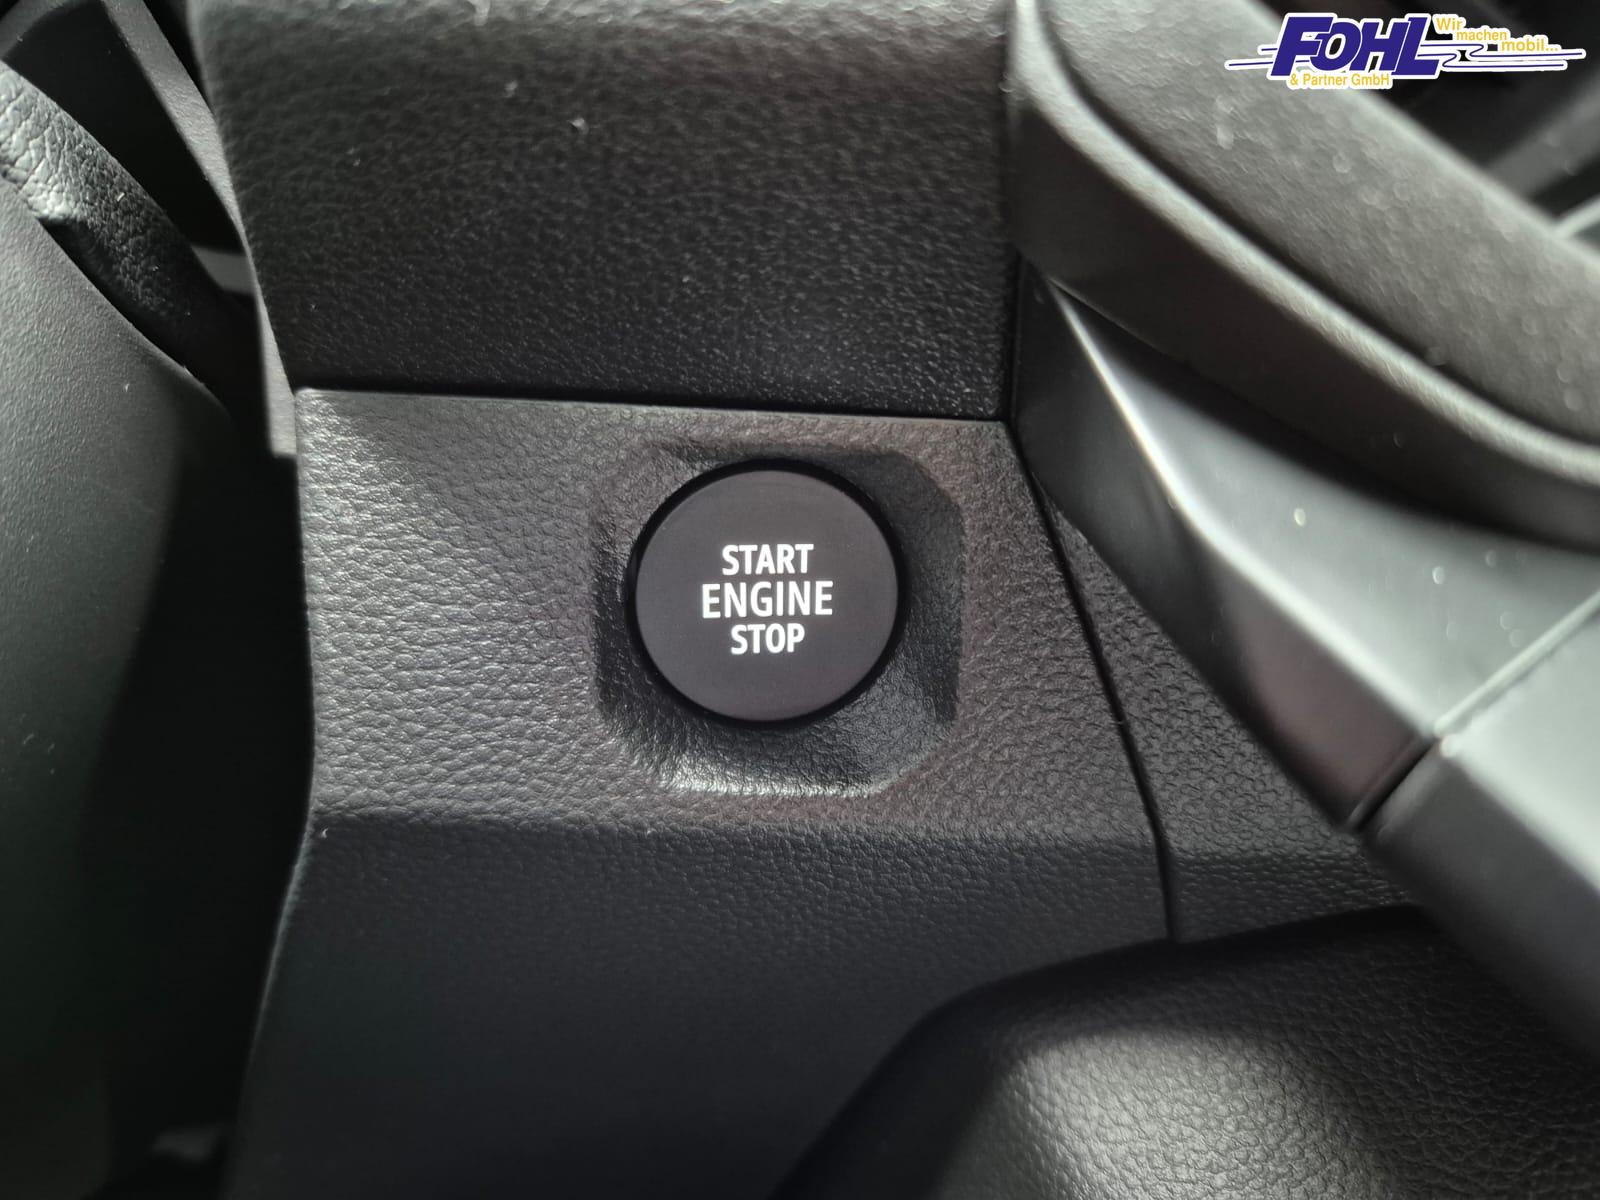 FOHL
Wir
machen
mobil...
& Partner GmbH
START
ENGINE
STOP